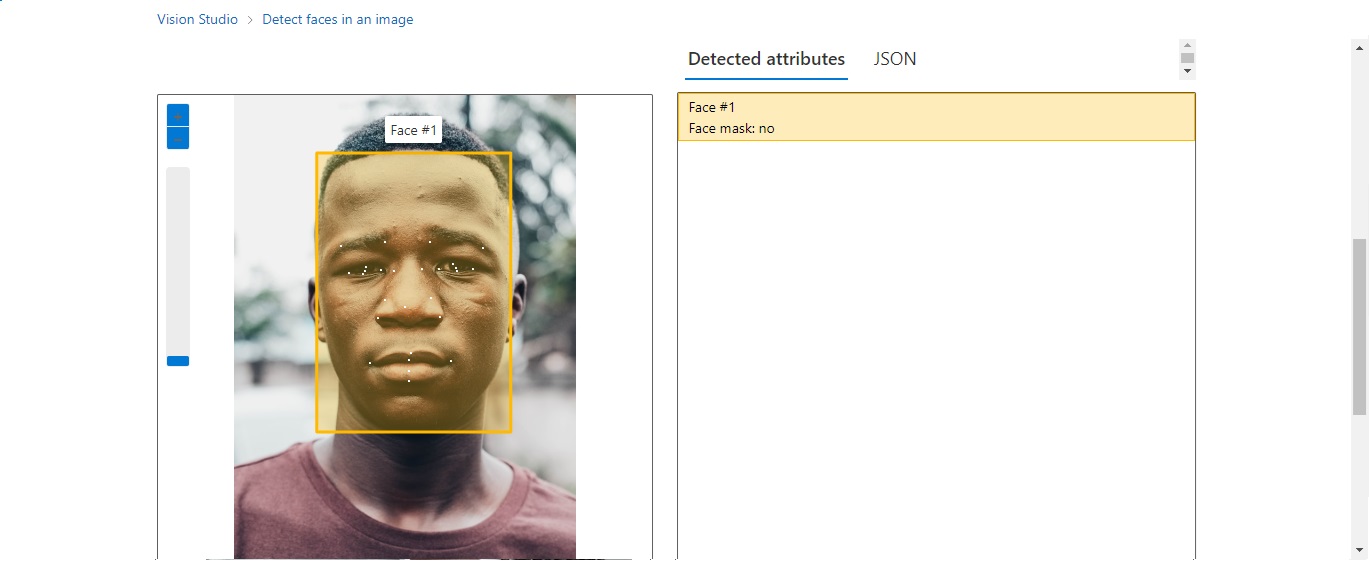 Vision Studio > Detect faces in an image
Detected attributes JSON
Face #1
Face mask: no
Face #1